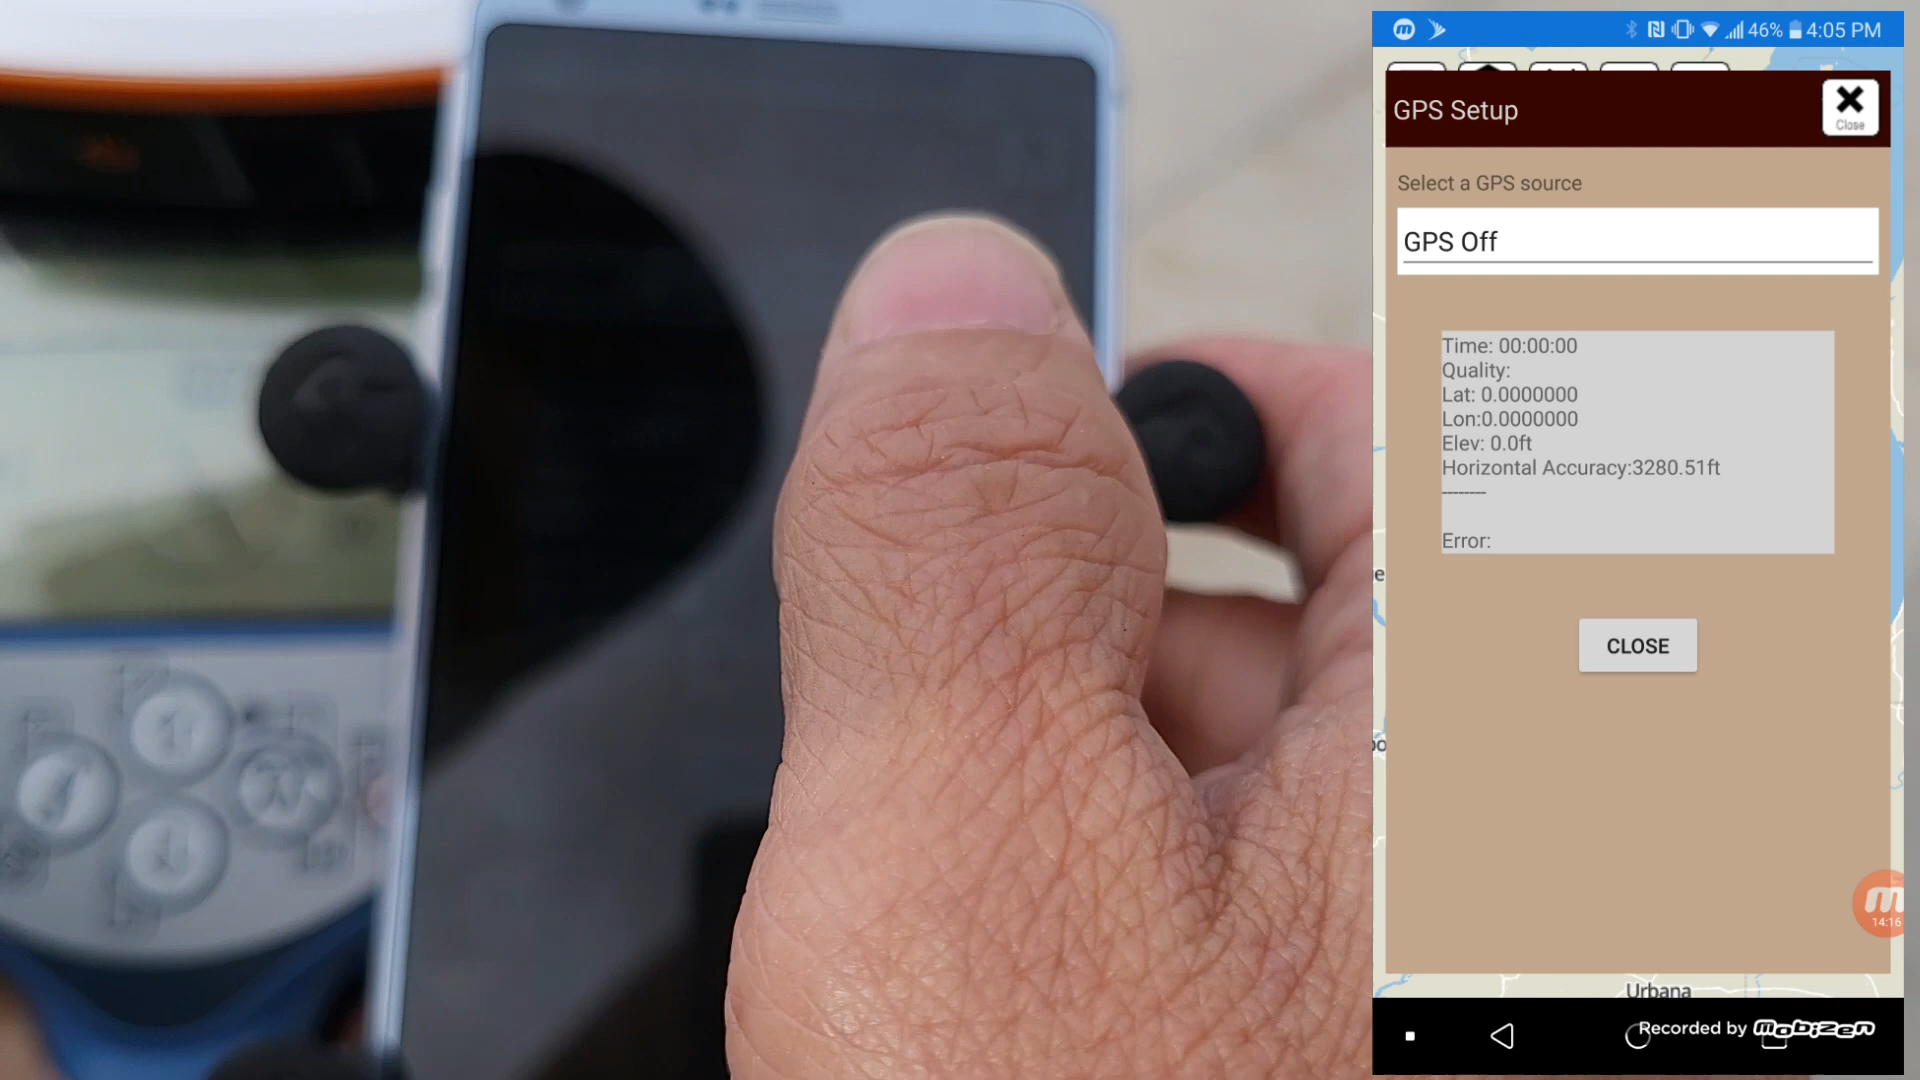 46% 4:05 PM
GPS Setup
Close
Select a GPS source
GPS Off
Time: 00:00:00
Quality:
Lat: 0.0000000
Lon:0.0000000
Elev: 0.0ft
Horizontal Accuracy:3280.51ft
--------
Error:
CLOSE
14:16
Urbana
Recorded by Mobizen